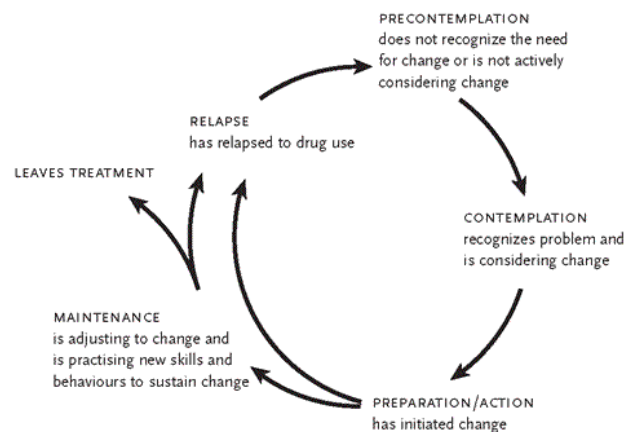 PRECONTEMPLATION
does not recognize the need
for change or is not actively
considering change
RELAPSE
has relapsed to drug use
LEAVES TREATMENT
CONTEMPLATION
recognizes problem and
is considering change
MAINTENANCE
is adjusting to change and
is practising new skills and
behaviours to sustain change
PREPARATION/ACTION
has initiated change